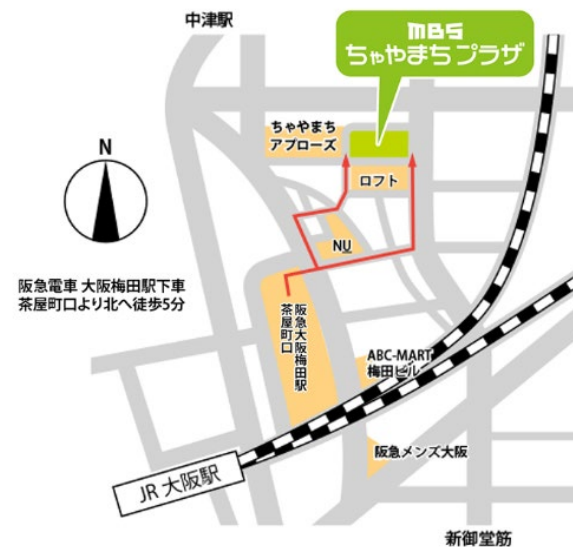 中津駅
MBS
ちゃやまちプラザ
ちゃやまち
アプローズ
N
ロフト
NU
阪急電車 大阪梅田駅下車
茶屋町口より北へ徒歩5分
阪急大阪梅田駅
茶屋町口
ABC-MART
梅田ビル
阪急メンズ大阪
JR 大阪駅
新御堂筋